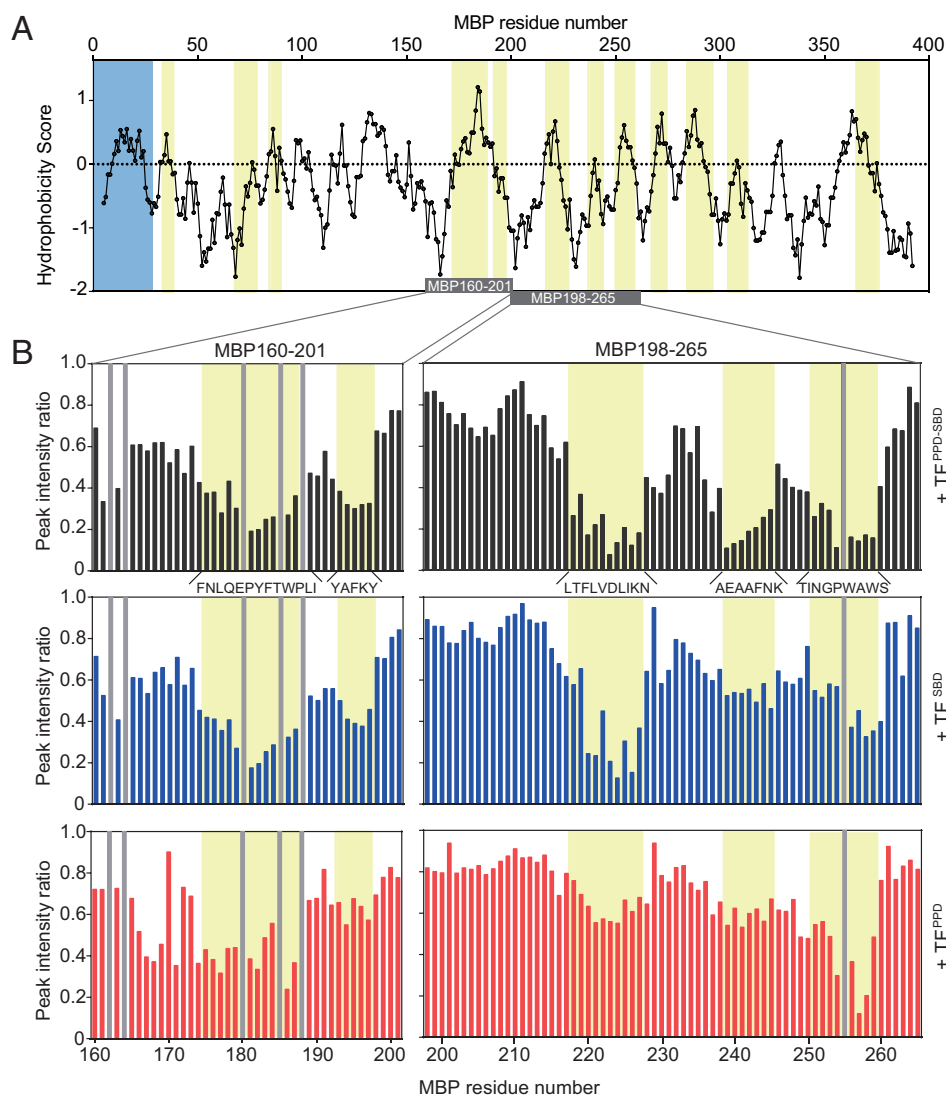 A
MBP residue number
0 50 100 150 200 250 300 350 400
Hydrophobicity Score
1
0
-1
-2
MBP160-201
MBP198-265
B
MBP160-201
MBP198-265
Peak intensity ratio
1.0
0.8
0.6
0.4
0.2
0
+ TF PPD-SBD
FNLQEPYFTWPLI YAFKY LTFLVDLIKN AEAAFNK TINGPWAWS
Peak intensity ratio
1.0
0.8
0.6
0.4
0.2
0
+ TF SBD
Peak intensity ratio
1.0
0.8
0.6
0.4
0.2
0
+ TF PPD
160 170 180 190 200 200 210 220 230 240 250 260
MBP residue number